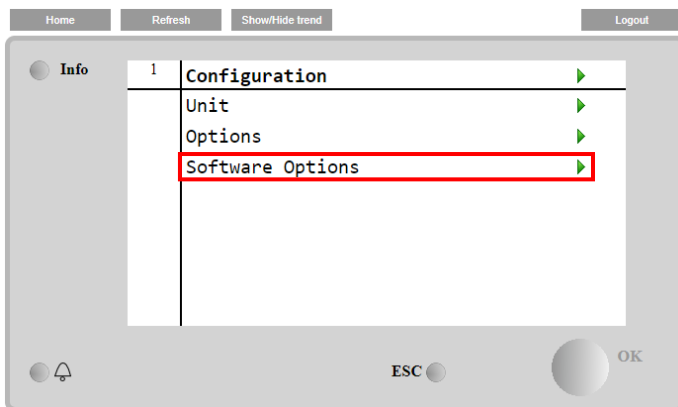 Home Refresh Show/Hide trend Logout
Info
1 Configuration
Unit
Options
Software Options
ESC
OK